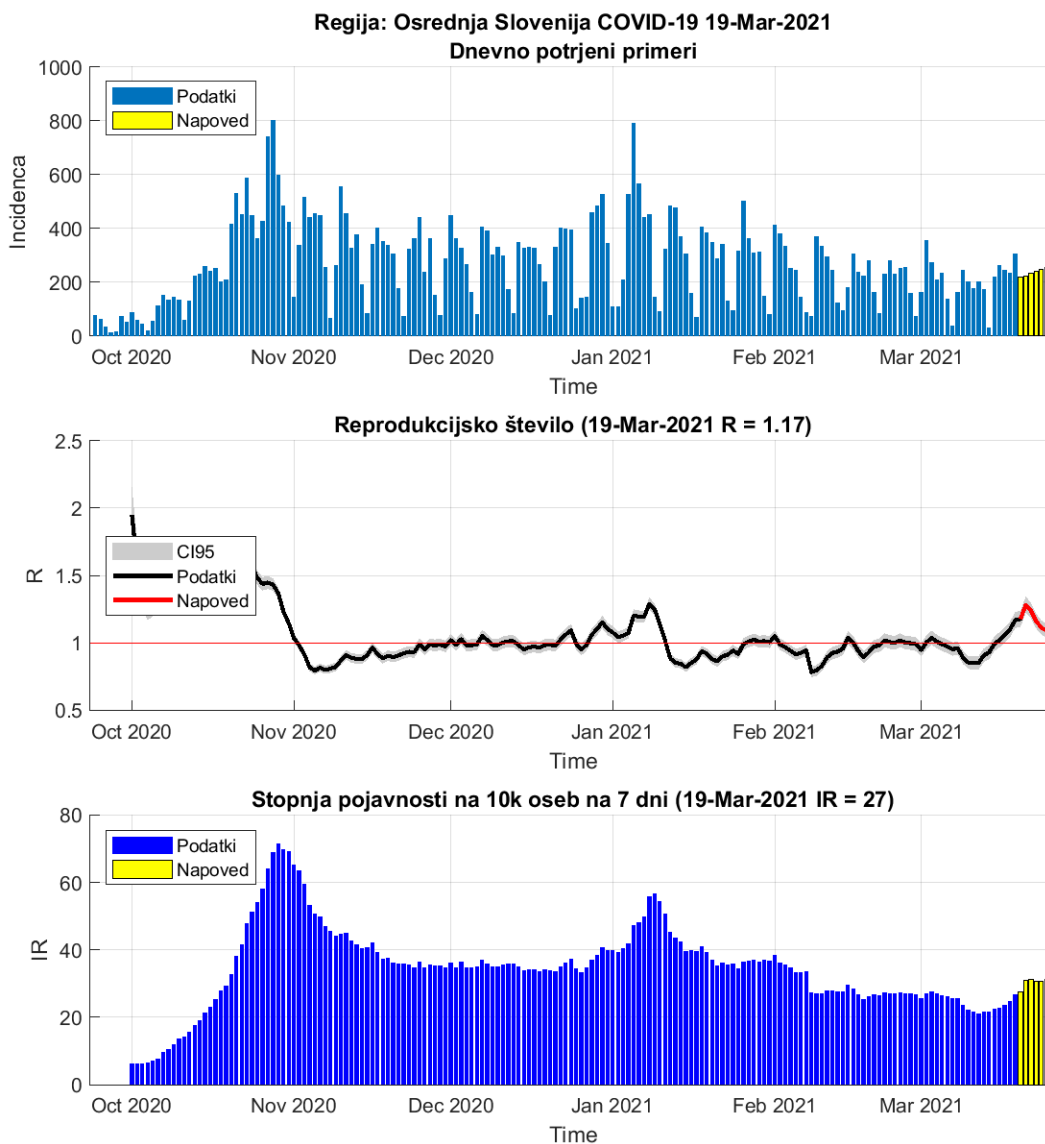 Regija: Osrednja Slovenija COVID-19 19-Mar-2021
Dnevno potrjeni primeri
1000
800
600
400
200
0
Incidenca
Podatki
Napoved
Oct 2020 Nov 2020 Dec 2020 Jan 2021 Feb 2021 Mar 2021
Time
Reprodukcijsko število (19-Mar-2021 R = 1.17)
2.5
2
1.5
1
0.5
R
CI95
Podatki
Napoved
Oct 2020 Nov 2020 Dec 2020 Jan 2021 Feb 2021 Mar 2021
Time
Stopnja pojavnosti na 10k oseb na 7 dni (19-Mar-2021 IR = 27)
80
60
40
20
0
IR
Podatki
Napoved
Oct 2020 Nov 2020 Dec 2020 Jan 2021 Feb 2021 Mar 2021
Time